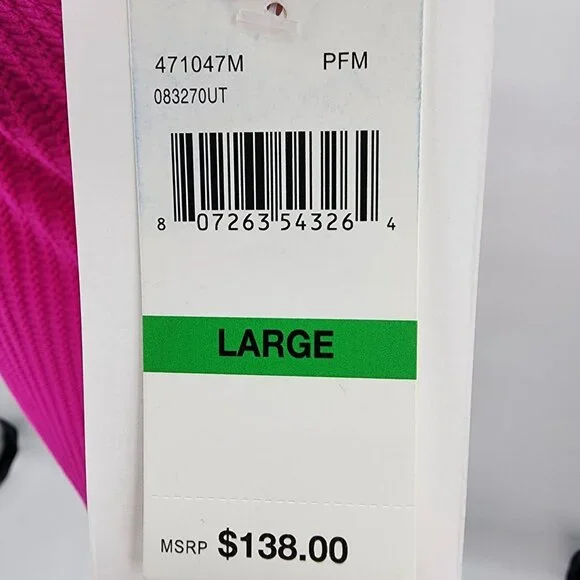 471047M PFM
083270UT
8 07263 54326 4
LARGE
MSRP $138.00